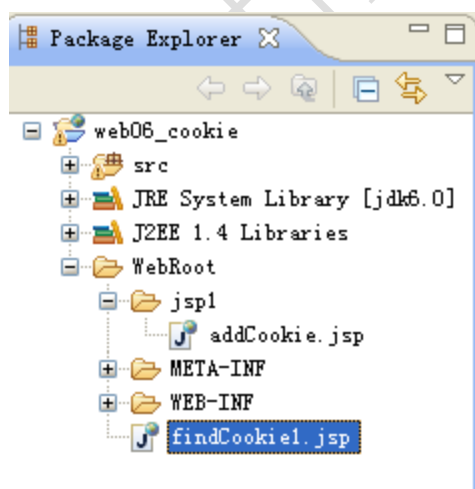 Package Explorer
web06_cookie
src
JRE System Library [jdk6.0]
J2EE 1.4 Libraries
WebRoot
jsp1
addCookie.jsp
META-INF
WEB-INF
findCookie1.jsp